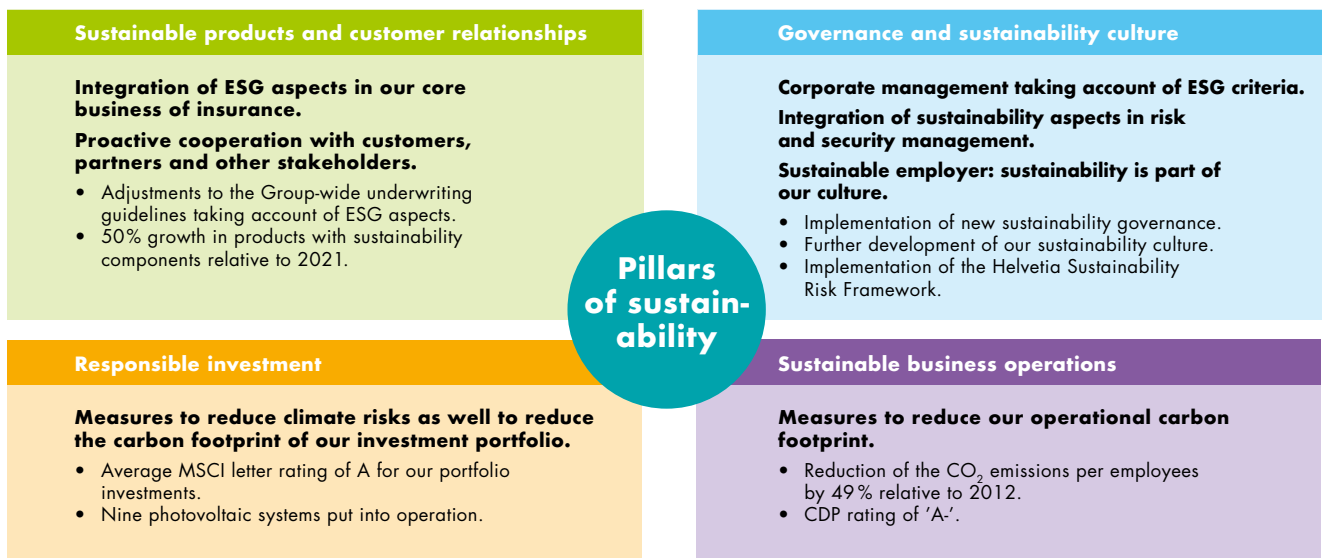 Sustainable products and customer relationships
Integration of ESG aspects in our core
business of insurance.
Proactive cooperation with customers,
partners and other stakeholders.
• Adjustments to the Group-wide underwriting
guidelines taking account of ESG aspects.
• 50% growth in products with sustainability
components relative to 2021.
Governance and sustainability culture
Corporate management taking account of ESG criteria.
Integration of sustainability aspects in risk
and security management.
Sustainable employer: sustainability is part of
our culture.
• Implementation of new sustainability governance.
• Further development of our sustainability culture.
• Implementation of the Helvetia Sustainability
Risk Framework.
Pillars
of sustain-
ability
Responsible investment
Measures to reduce climate risks as well to reduce
the carbon footprint of our investment portfolio.
• Average MSCI letter rating of A for our portfolio
investments.
• Nine photovoltaic systems put into operation.
Sustainable business operations
Measures to reduce our operational carbon
footprint.
• Reduction of the CO₂ emissions per employees
by 49% relative to 2012.
• CDP rating of 'A-'.